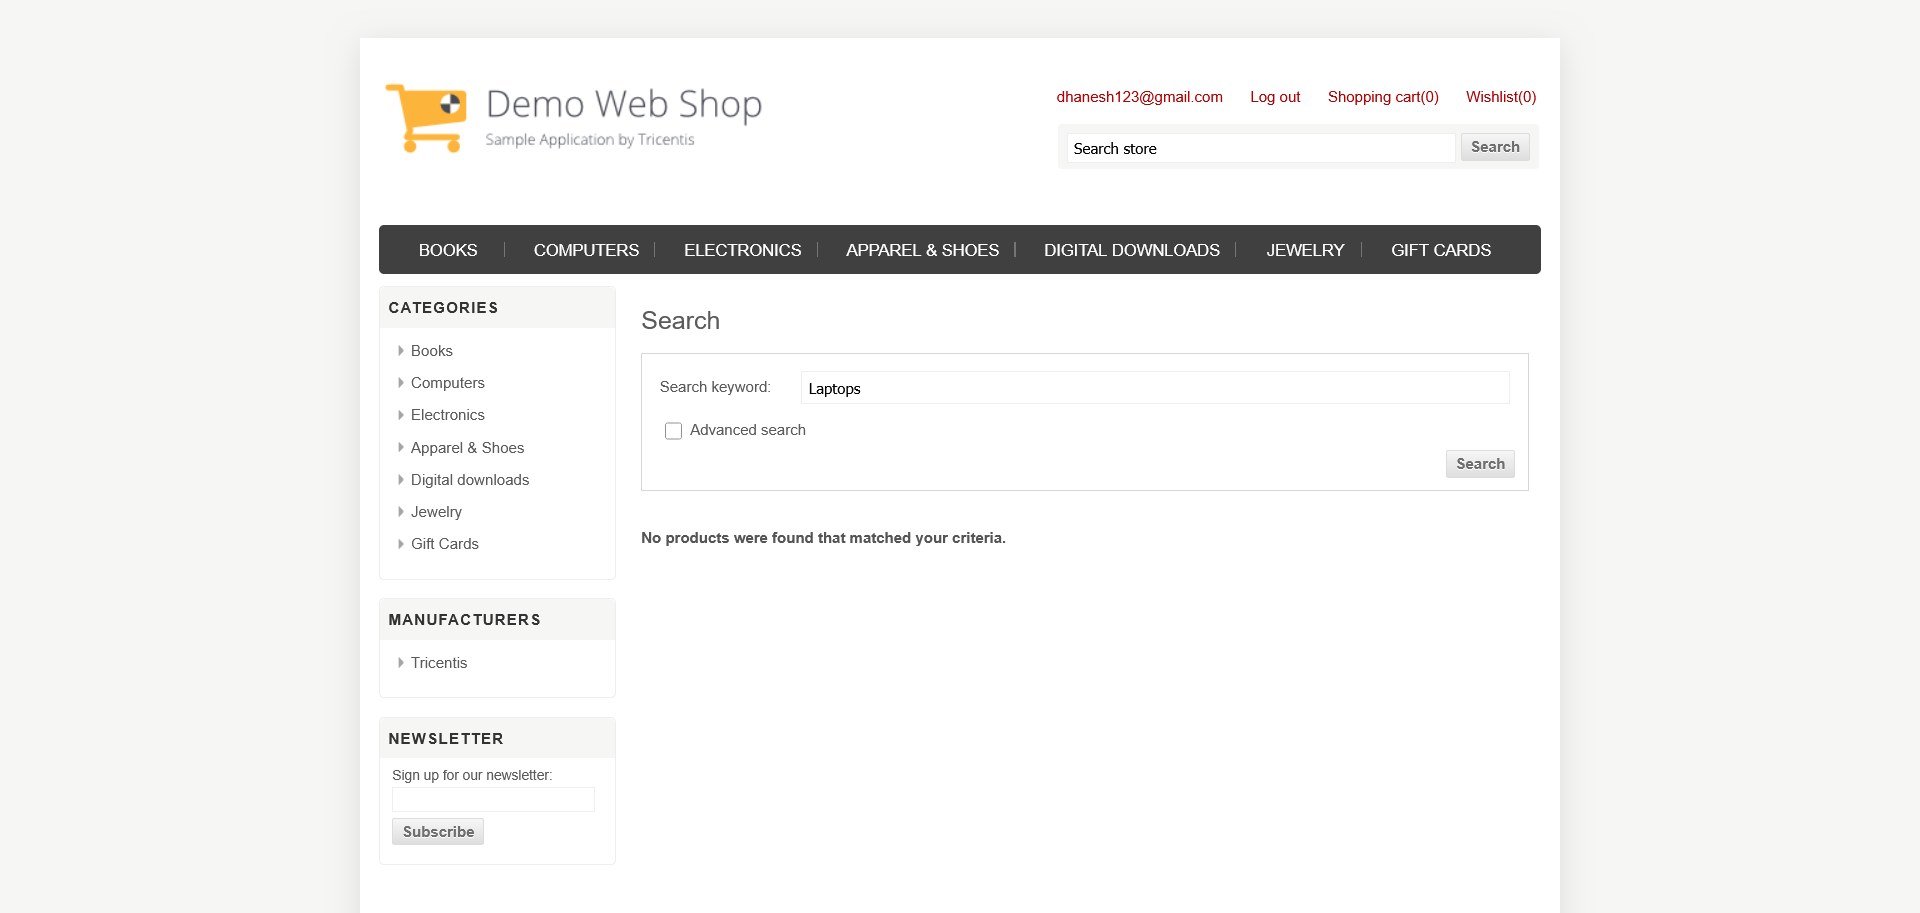 Demo Web Shop
Sample Application by Tricentis
dhanesh123@gmail.com Log out Shopping cart(0) Wishlist(0)
Search store Search
BOOKS COMPUTERS ELECTRONICS APPAREL & SHOES DIGITAL DOWNLOADS JEWELRY GIFT CARDS
CATEGORIES
Books
Computers
Electronics
Apparel & Shoes
Digital downloads
Jewelry
Gift Cards
MANUFACTURERS
Tricentis
NEWSLETTER
Sign up for our newsletter:
Subscribe
Search
Search keyword: Laptops
Advanced search
Search
No products were found that matched your criteria.